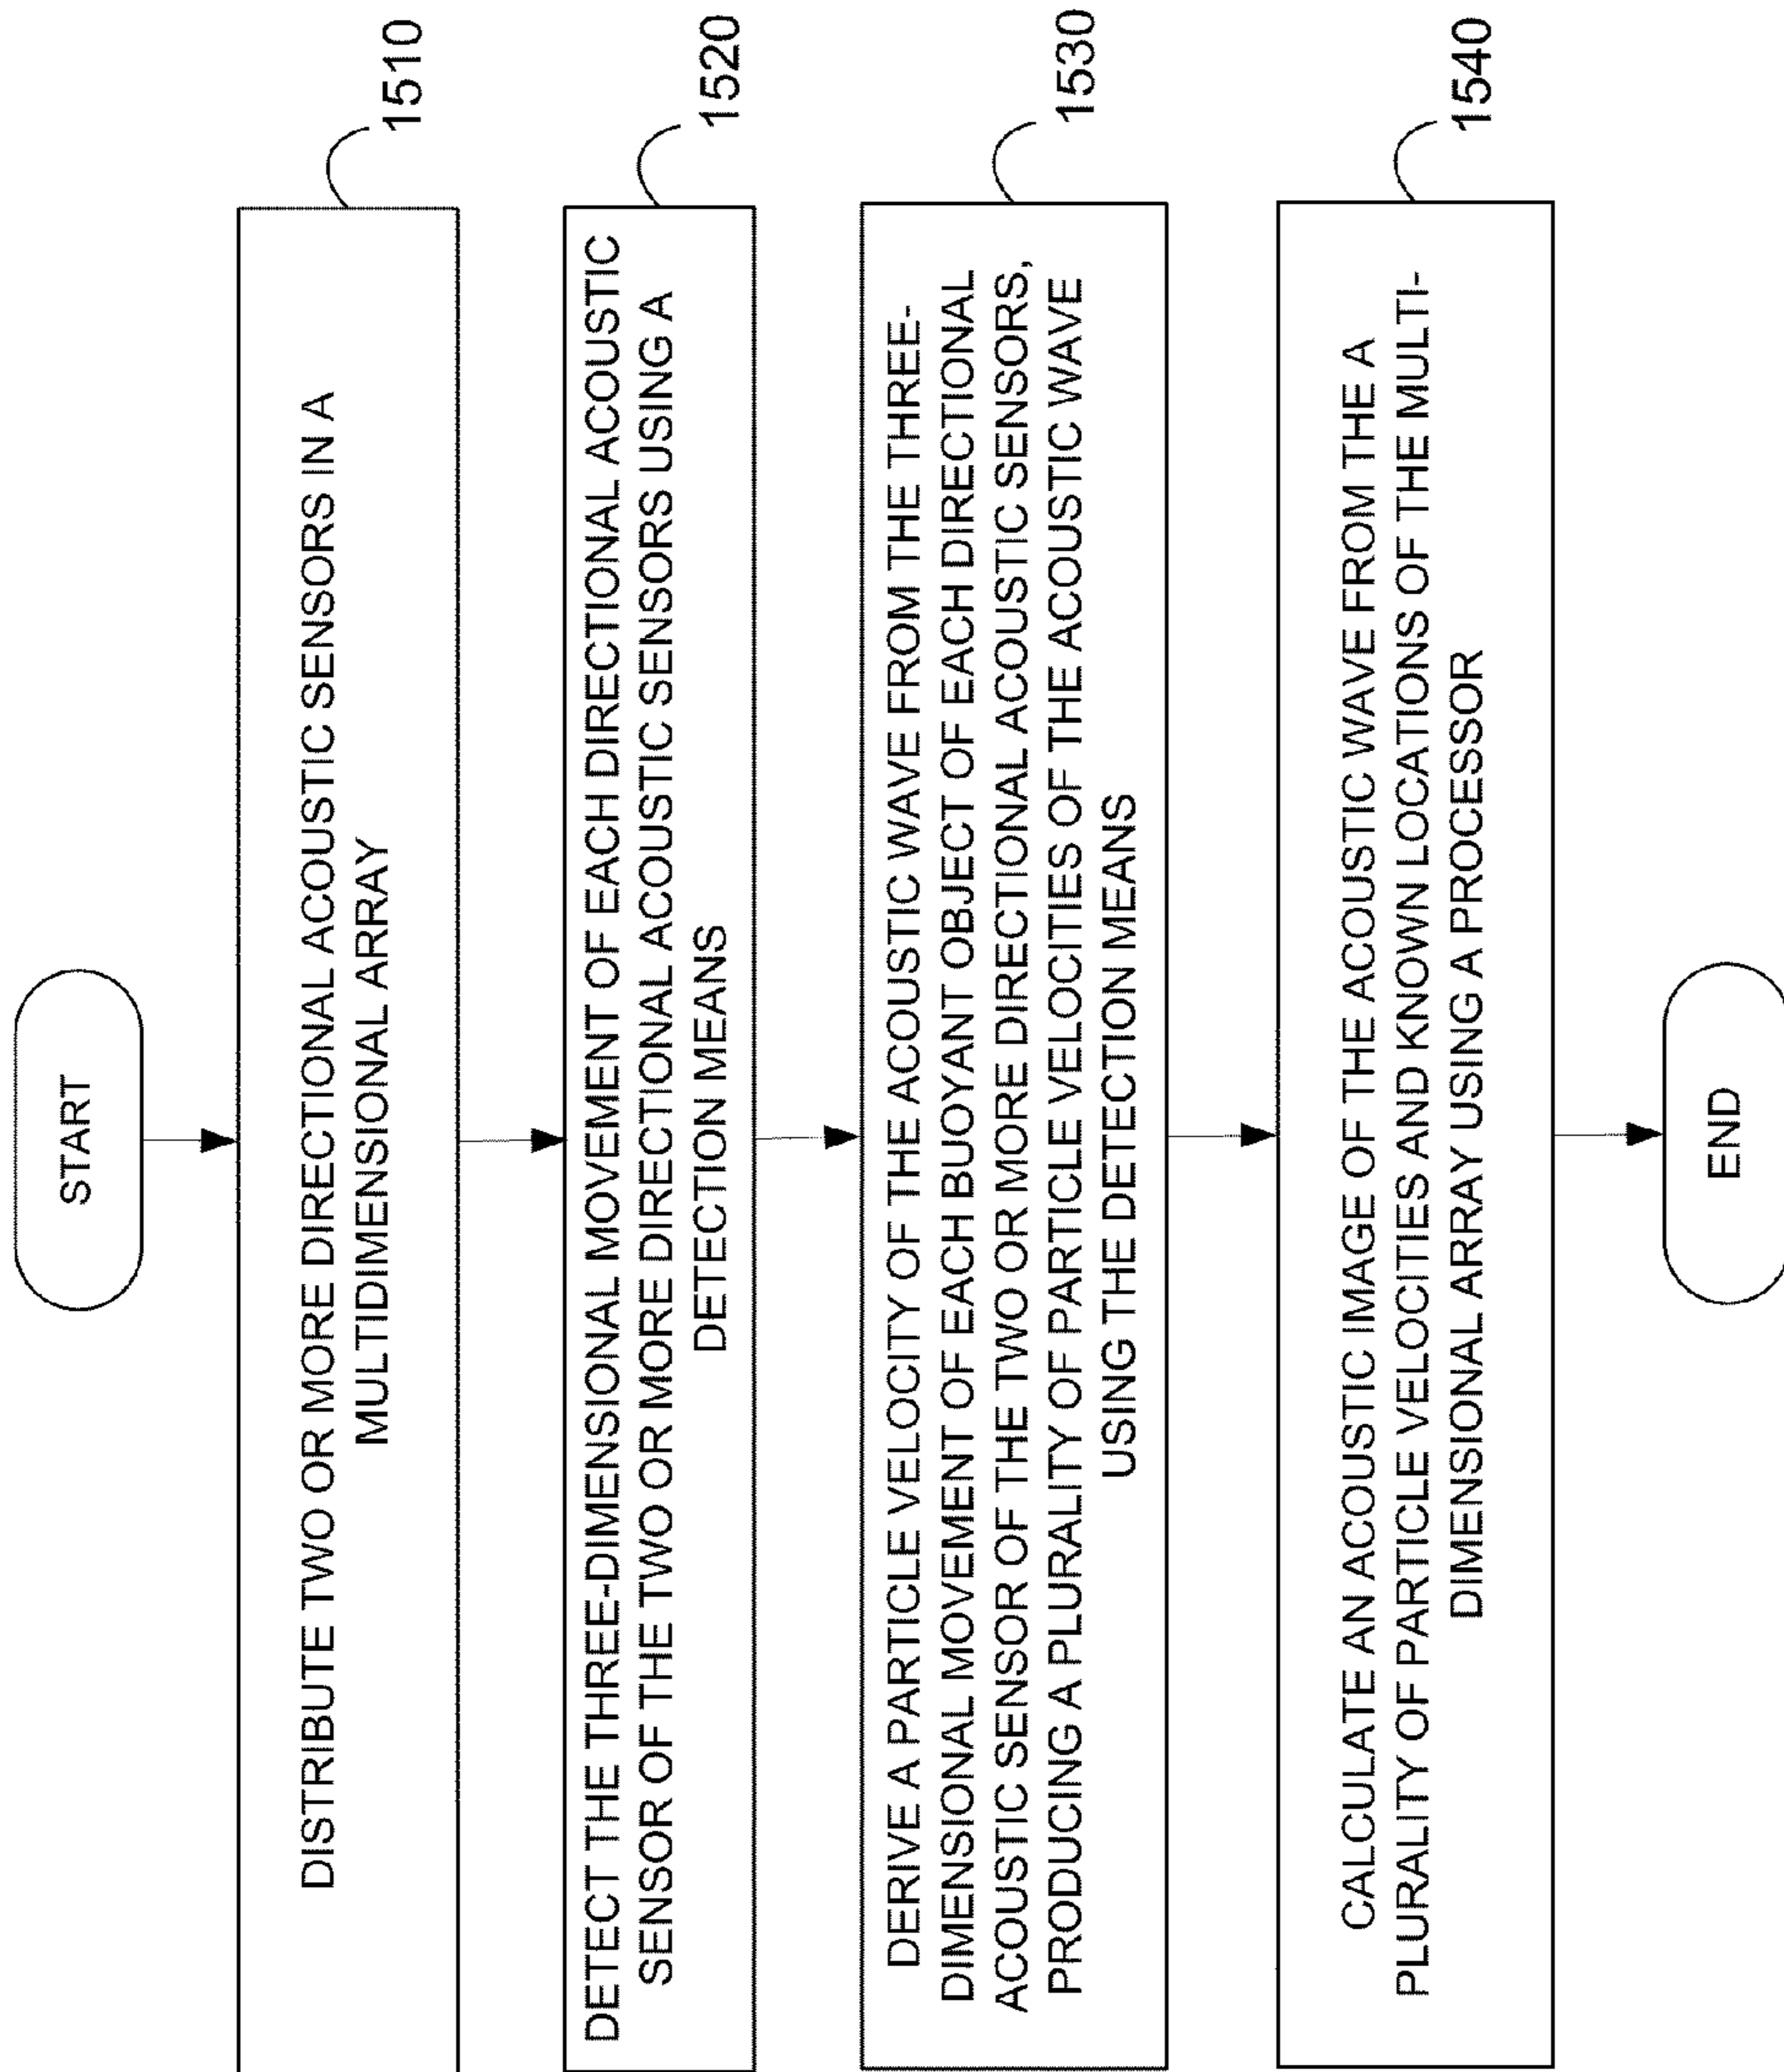 START
DISTRIBUTE TWO OR MORE DIRECTIONAL ACOUSTIC SENSORS IN A
MULTIDIMENSIONAL ARRAY
1510
DETECT THE THREE-DIMENSIONAL MOVEMENT OF EACH DIRECTIONAL ACOUSTIC
SENSOR OF THE TWO OR MORE DIRECTIONAL ACOUSTIC SENSORS USING A
DETECTION MEANS
1520
DERIVE A PARTICLE VELOCITY OF THE ACOUSTIC WAVE FROM THE THREE-
DIMENSIONAL MOVEMENT OF EACH BUOYANT OBJECT OF EACH DIRECTIONAL
ACOUSTIC SENSOR OF THE TWO OR MORE DIRECTIONAL ACOUSTIC SENSORS,
PRODUCING A PLURALITY OF PARTICLE VELOCITIES OF THE ACOUSTIC WAVE
USING THE DETECTION MEANS
1530
CALCULATE AN ACOUSTIC IMAGE OF THE ACOUSTIC WAVE FROM THE A
PLURALITY OF PARTICLE VELOCITIES AND KNOWN LOCATIONS OF THE MULTI-
DIMENSIONAL ARRAY USING A PROCESSOR
1540
END